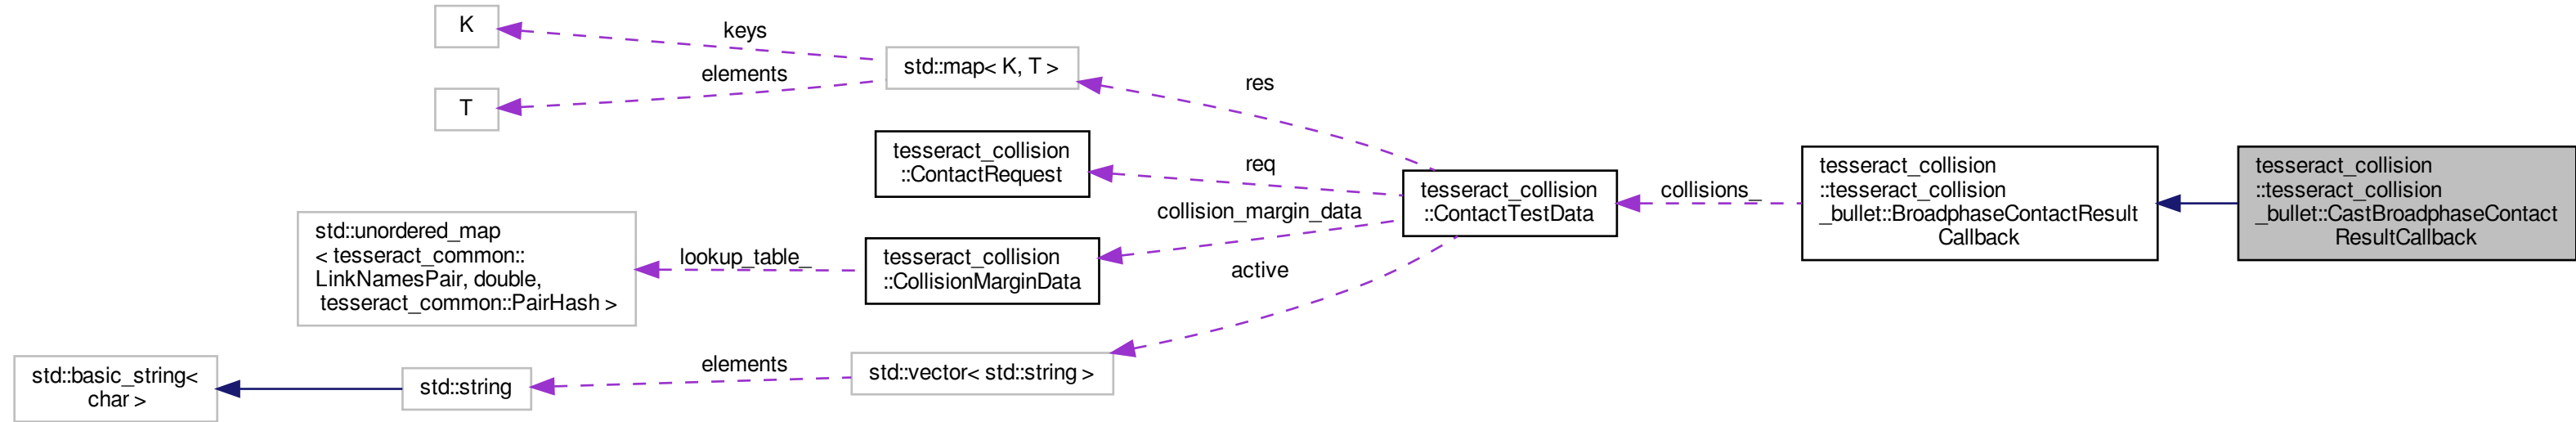 K
keys
std::map< K, T >
elements
T
res
tesseract_collision
::ContactRequest
req
tesseract_collision
::ContactTestData
collisions_
tesseract_collision
::tesseract_collision
_bullet::BroadphaseContactResult
Callback
tesseract_collision
::tesseract_collision
_bullet::CastBroadphaseContact
ResultCallback
std::unordered_map
< tesseract_common::
LinkNamesPair, double,
tesseract_common::PairHash >
lookup_table_
tesseract_collision
::CollisionMarginData
collision_margin_data
active
std::basic_string<
char >
std::string
elements
std::vector< std::string >